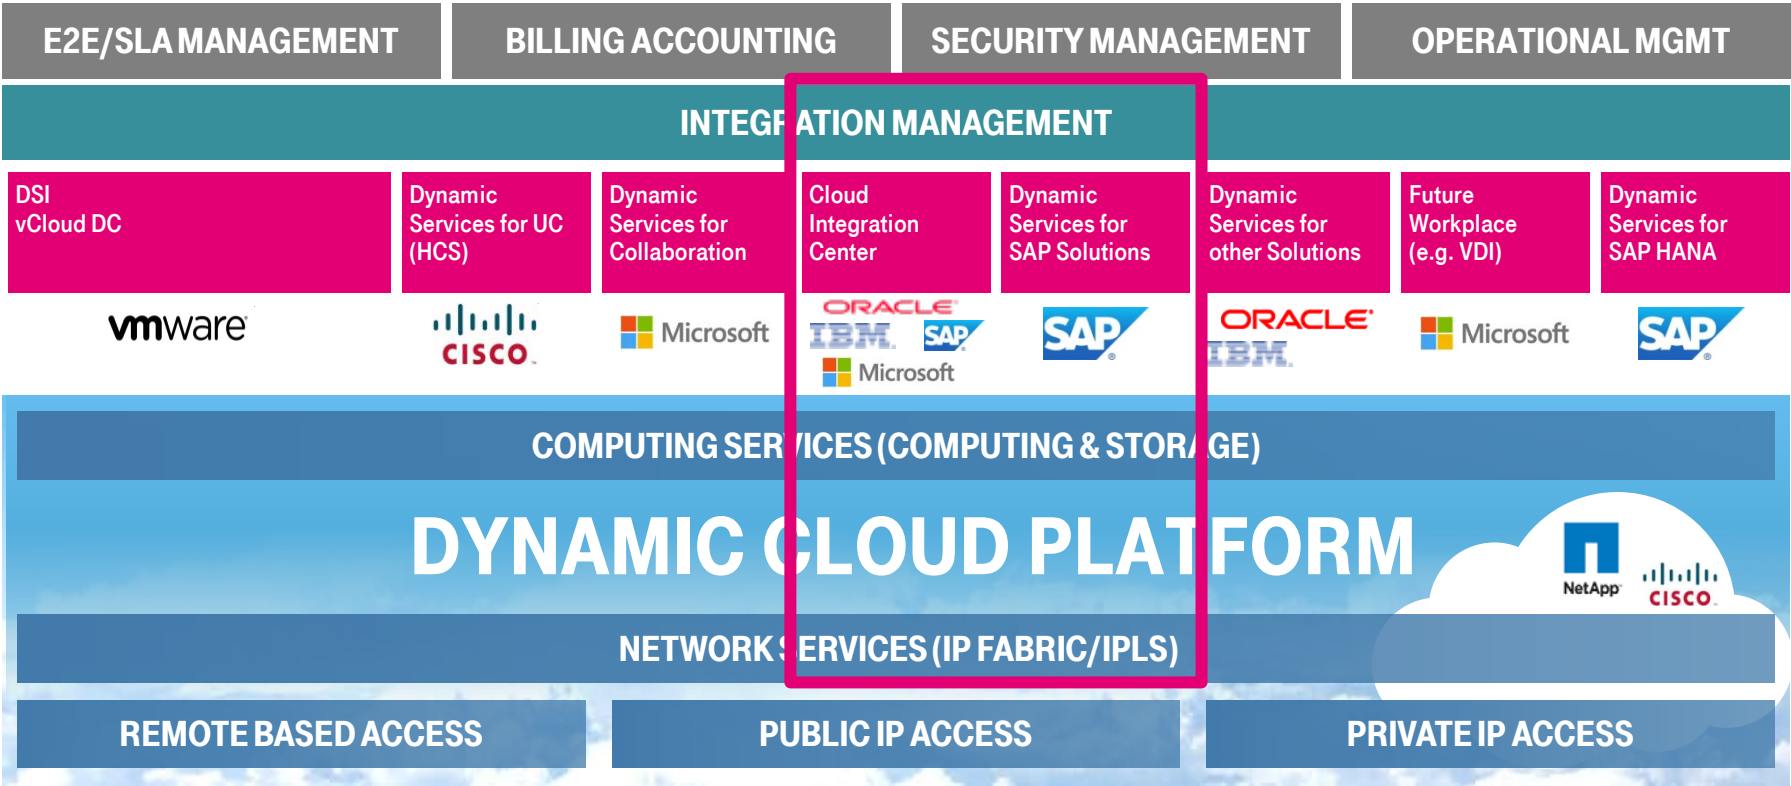 E2E/SLA MANAGEMENT
BILLING ACCOUNTING
SECURITY MANAGEMENT
OPERATIONAL MGMT
INTEGRATION MANAGEMENT
DSI
vCloud DC
Dynamic
Services for UC
(HCS)
Dynamic
Services for
Collaboration
Cloud
Integration
Center
Dynamic
Services for
SAP Solutions
Dynamic
Services for
other Solutions
Future
Workplace
(e.g. VDI)
Dynamic
Services for
SAP HANA
vmware
CISCO
Microsoft
ORACLE
IBM. SAP
Microsoft
SAP
ORACLE
IBM.
Microsoft
SAP
COMPUTING SERVICES (COMPUTING & STORAGE)
DYNAMIC CLOUD PLATFORM
NetApp
CISCO
NETWORK SERVICES (IP FABRIC/IPLS)
REMOTE BASED ACCESS
PUBLIC IP ACCESS
PRIVATE IP ACCESS